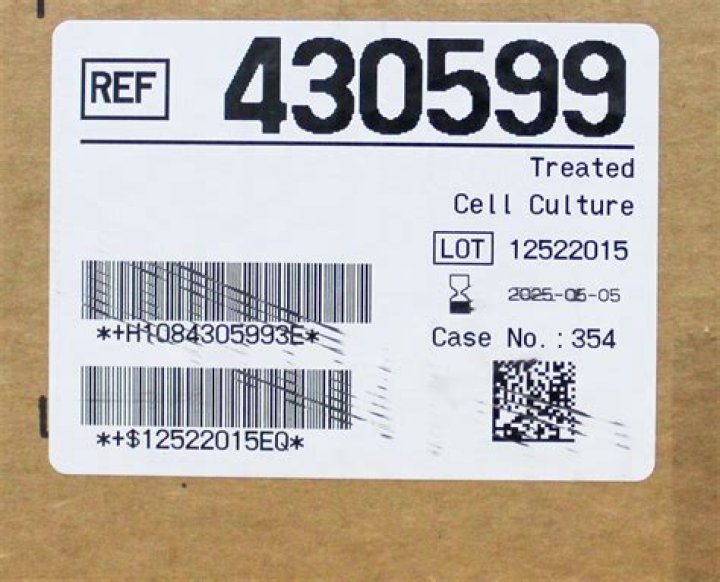 REF 430599
Treated
Cell Culture
LOT 12522015
2025-05-05
Case No.: 354
*+H1084305993E*
*+$12522015EQ*